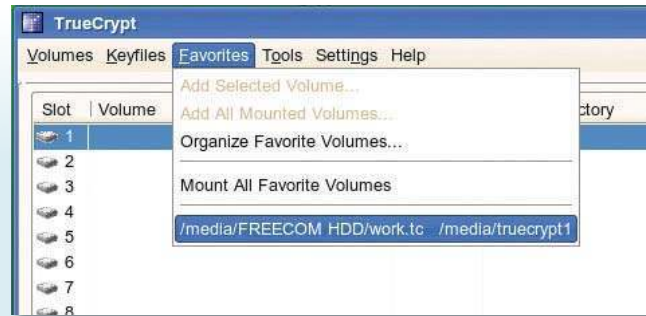 TrueCrypt
Volumes Keyfiles Favorites Tools Settings Help
Add Selected Volume...
Add All Mounted Volumes...
Organize Favorite Volumes...
Mount All Favorite Volumes
/media/FREECOM HDD/work.tc /media/truecrypt1
Slot Volume ctory
1
2
3
4
5
6
7
8